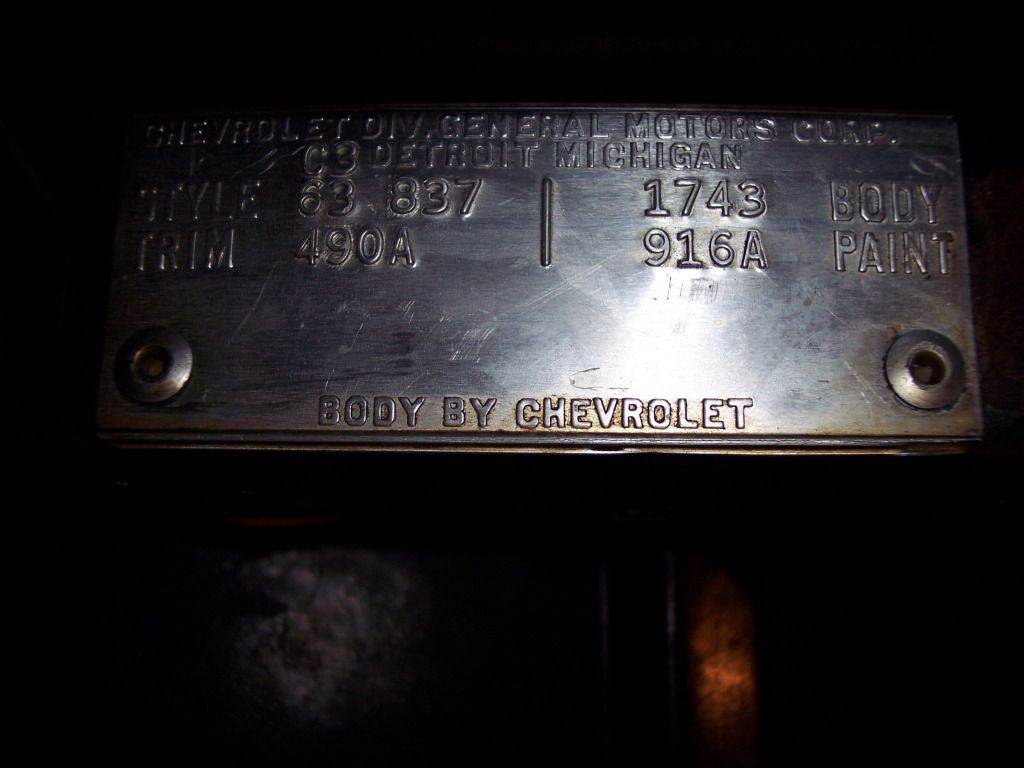 CHEVROLET DIV. GENERAL MOTORS CORP.
C3 DETROIT MICHIGAN
STYLE 63 837 | 1743 BODY
TRIM 490A | 916A PAINT
BODY BY CHEVROLET